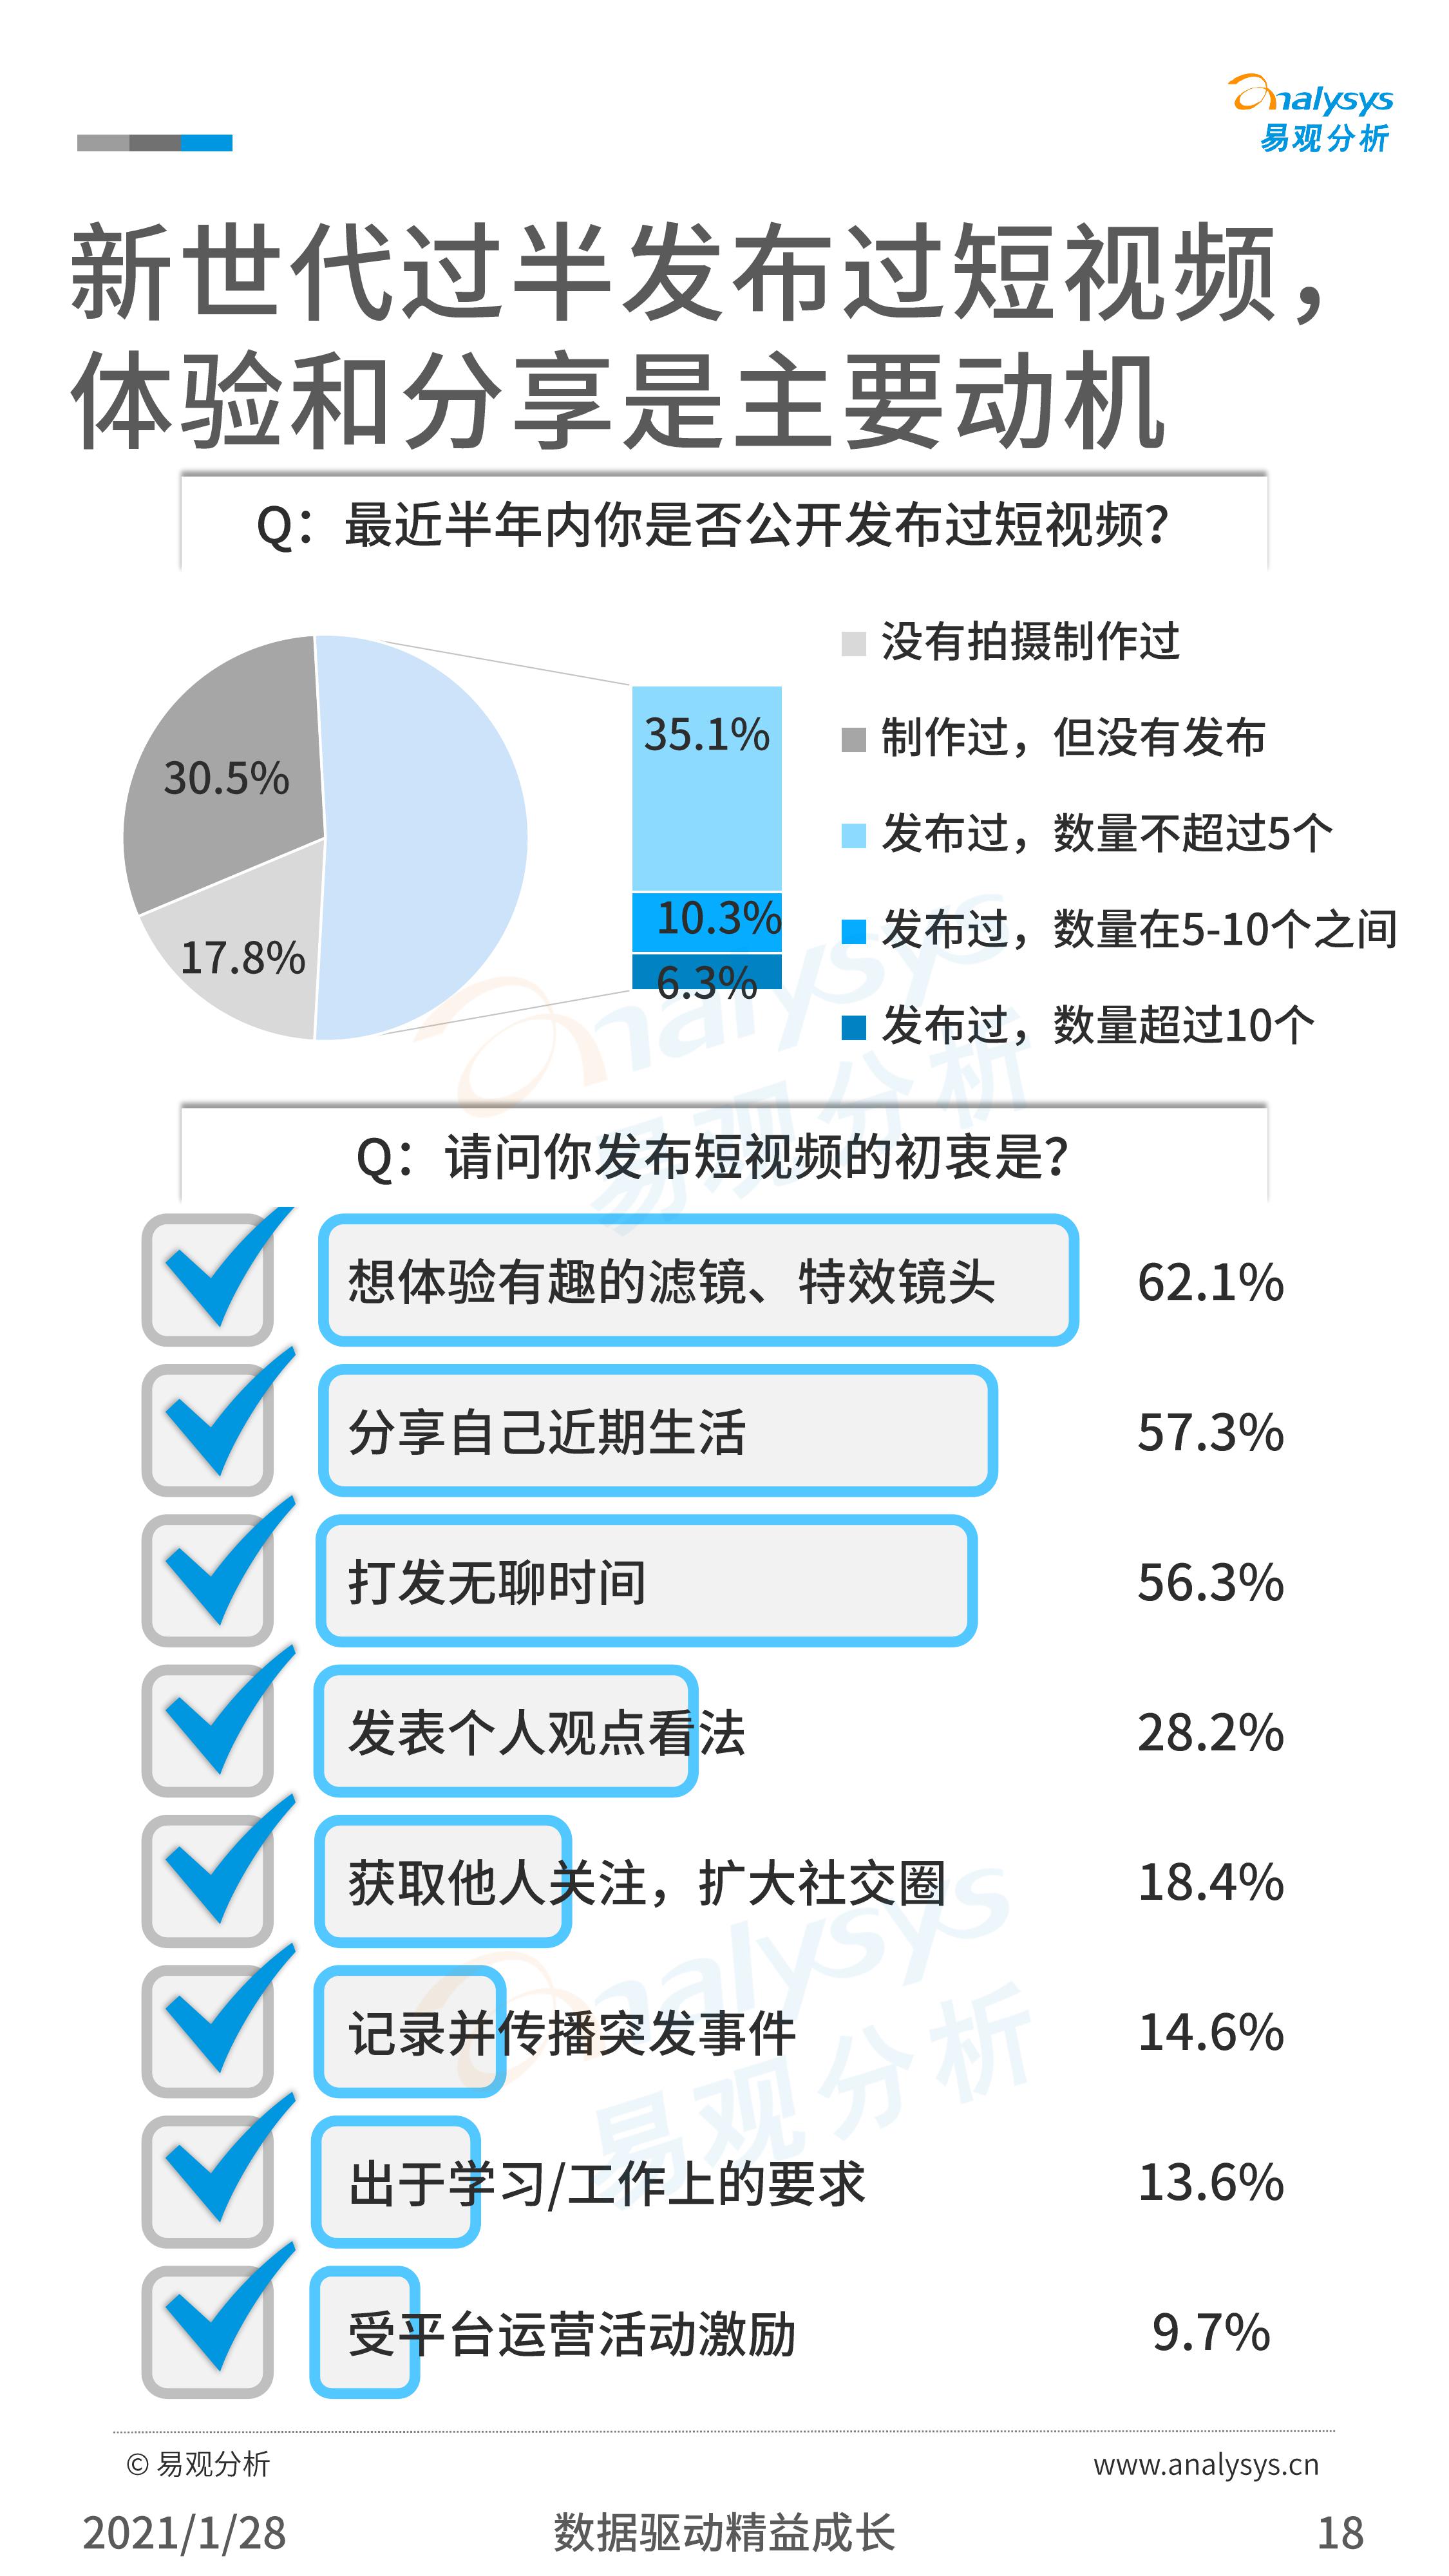 analysys
易观分析
新世代过半发布过短视频，
体验和分享是主要动机
Q：最近半年内你是否公开发布过短视频？
30.5%
17.8%
35.1%
10.3%
6.3%
没有拍摄制作过
制作过，但没有发布
发布过，数量不超过5个
发布过，数量在5-10个之间
发布过，数量超过10个
analysys
易观分析
Q：请问你发布短视频的初衷是？
想体验有趣的滤镜、特效镜头 62.1%
分享自己近期生活 57.3%
打发无聊时间 56.3%
发表个人观点看法 28.2%
获取他人关注，扩大社交圈 18.4%
记录并传播突发事件 14.6%
出于学习/工作上的要求 13.6%
受平台运营活动激励 9.7%
analysys
易观分析
© 易观分析 www.analysys.cn
2021/1/28 数据驱动精益成长 18